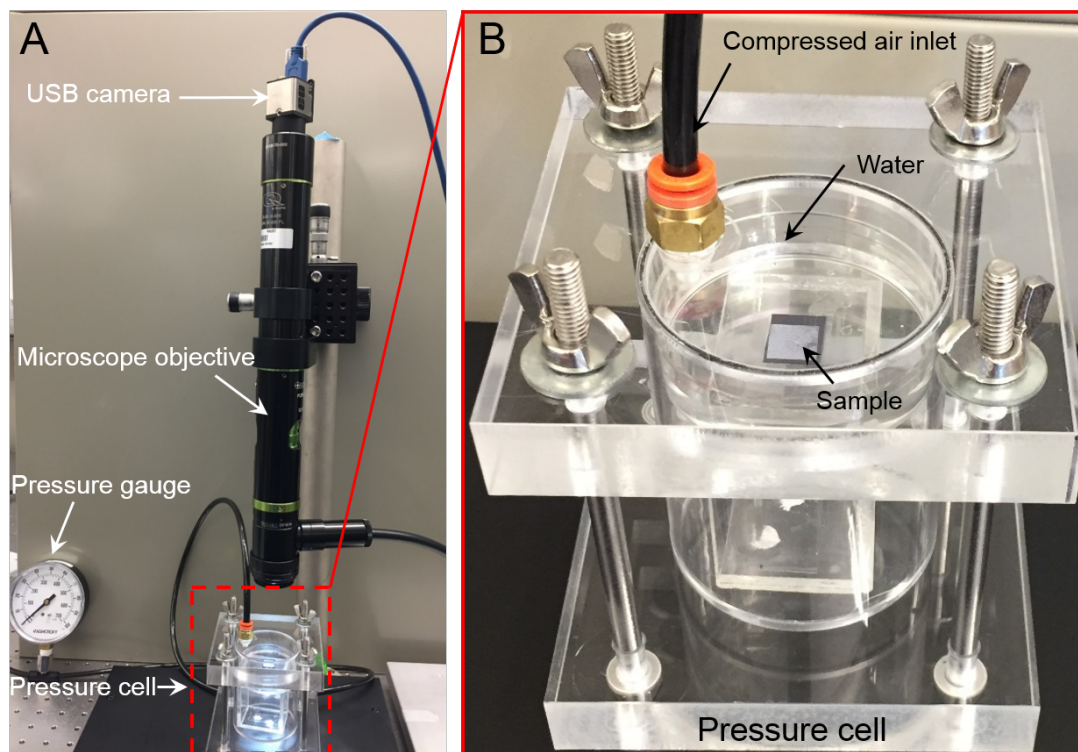 A
USB camera
Microscope objective
Pressure gauge
Pressure cell
B
Compressed air inlet
Water
Sample
Pressure cell